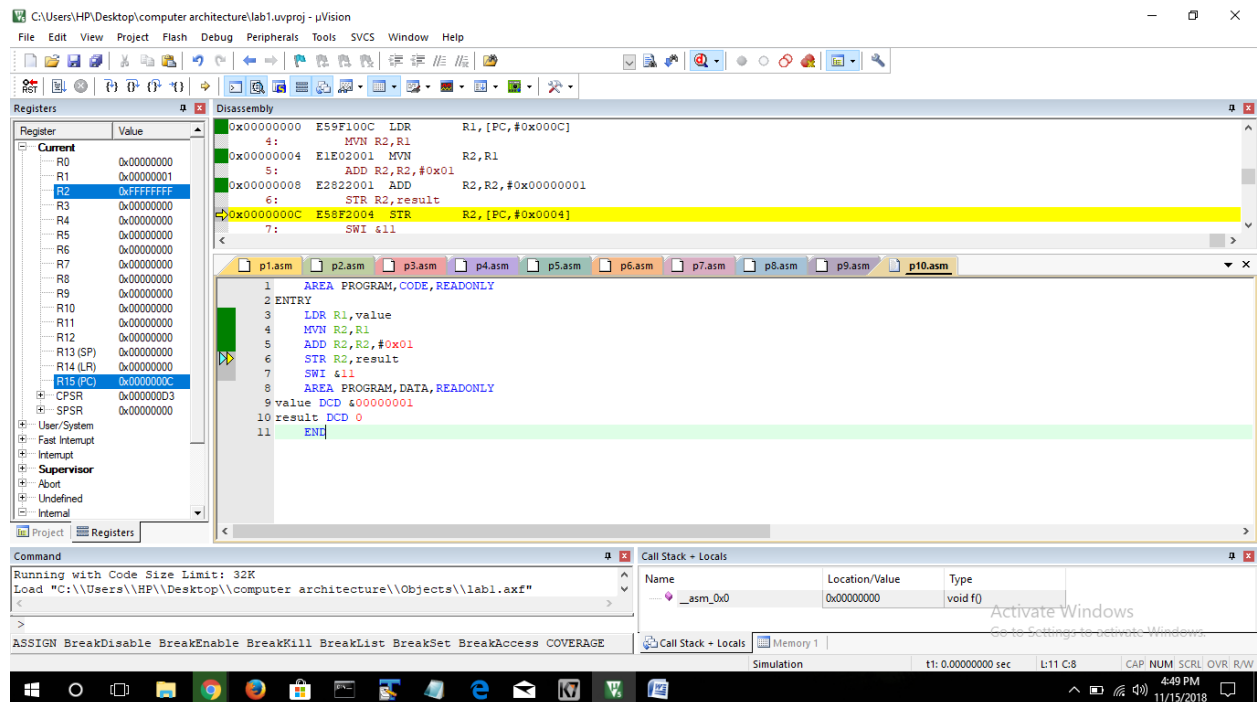 C:\Users\HP\Desktop\computer architecture\lab1.uvproj - µVision
File Edit View Project Flash Debug Peripherals Tools SVCS Window Help
Registers
Register Value
Current
R0 0x00000000
R1 0x00000001
R2 0xFFFFFFFF
R3 0x00000000
R4 0x00000000
R5 0x00000000
R6 0x00000000
R7 0x00000000
R8 0x00000000
R9 0x00000000
R10 0x00000000
R11 0x00000000
R12 0x00000000
R13 (SP) 0x00000000
R14 (LR) 0x00000000
R15 (PC) 0x0000000C
CPSR 0x000000D3
SPSR 0x00000000
User/System
Fast Interrupt
Interrupt
Supervisor
Abort
Undefined
Internal
Project Registers
Disassembly
0x00000000 E59F100C LDR R1,[PC,#0x000C]
4: MVN R2,R1
0x00000004 E1E02001 MVN R2,R1
5: ADD R2,R2,#0x01
0x00000008 E2822001 ADD R2,R2,#0x00000001
6: STR R2,result
0x0000000C E58F2004 STR R2,[PC,#0x0004]
7: SWI &11
p1.asm p2.asm p3.asm p4.asm p5.asm p6.asm p7.asm p8.asm p9.asm p10.asm
1 AREA PROGRAM,CODE,READONLY
2 ENTRY
3 LDR R1,value
4 MVN R2,R1
5 ADD R2,R2,#0x01
6 STR R2,result
7 SWI &11
8 AREA PROGRAM,DATA,READONLY
9 value DCD &00000001
10 result DCD 0
11 END
Command
Running with Code Size Limit: 32K
Load "C:\\Users\\HP\\Desktop\\computer architecture\\Objects\\lab1.axf"
>
ASSIGN BreakDisable BreakEnable BreakKill BreakList BreakSet BreakAccess COVERAGE
Call Stack + Locals
Name Location/Value Type
__asm_0x0 0x00000000 void f()
Activate Windows
Go to Settings to activate Windows.
Call Stack + Locals Memory 1
Simulation t1: 0.00000000 sec L:11 C:8 CAP NUM SCRL OVR R/W
4:49 PM
11/15/2018